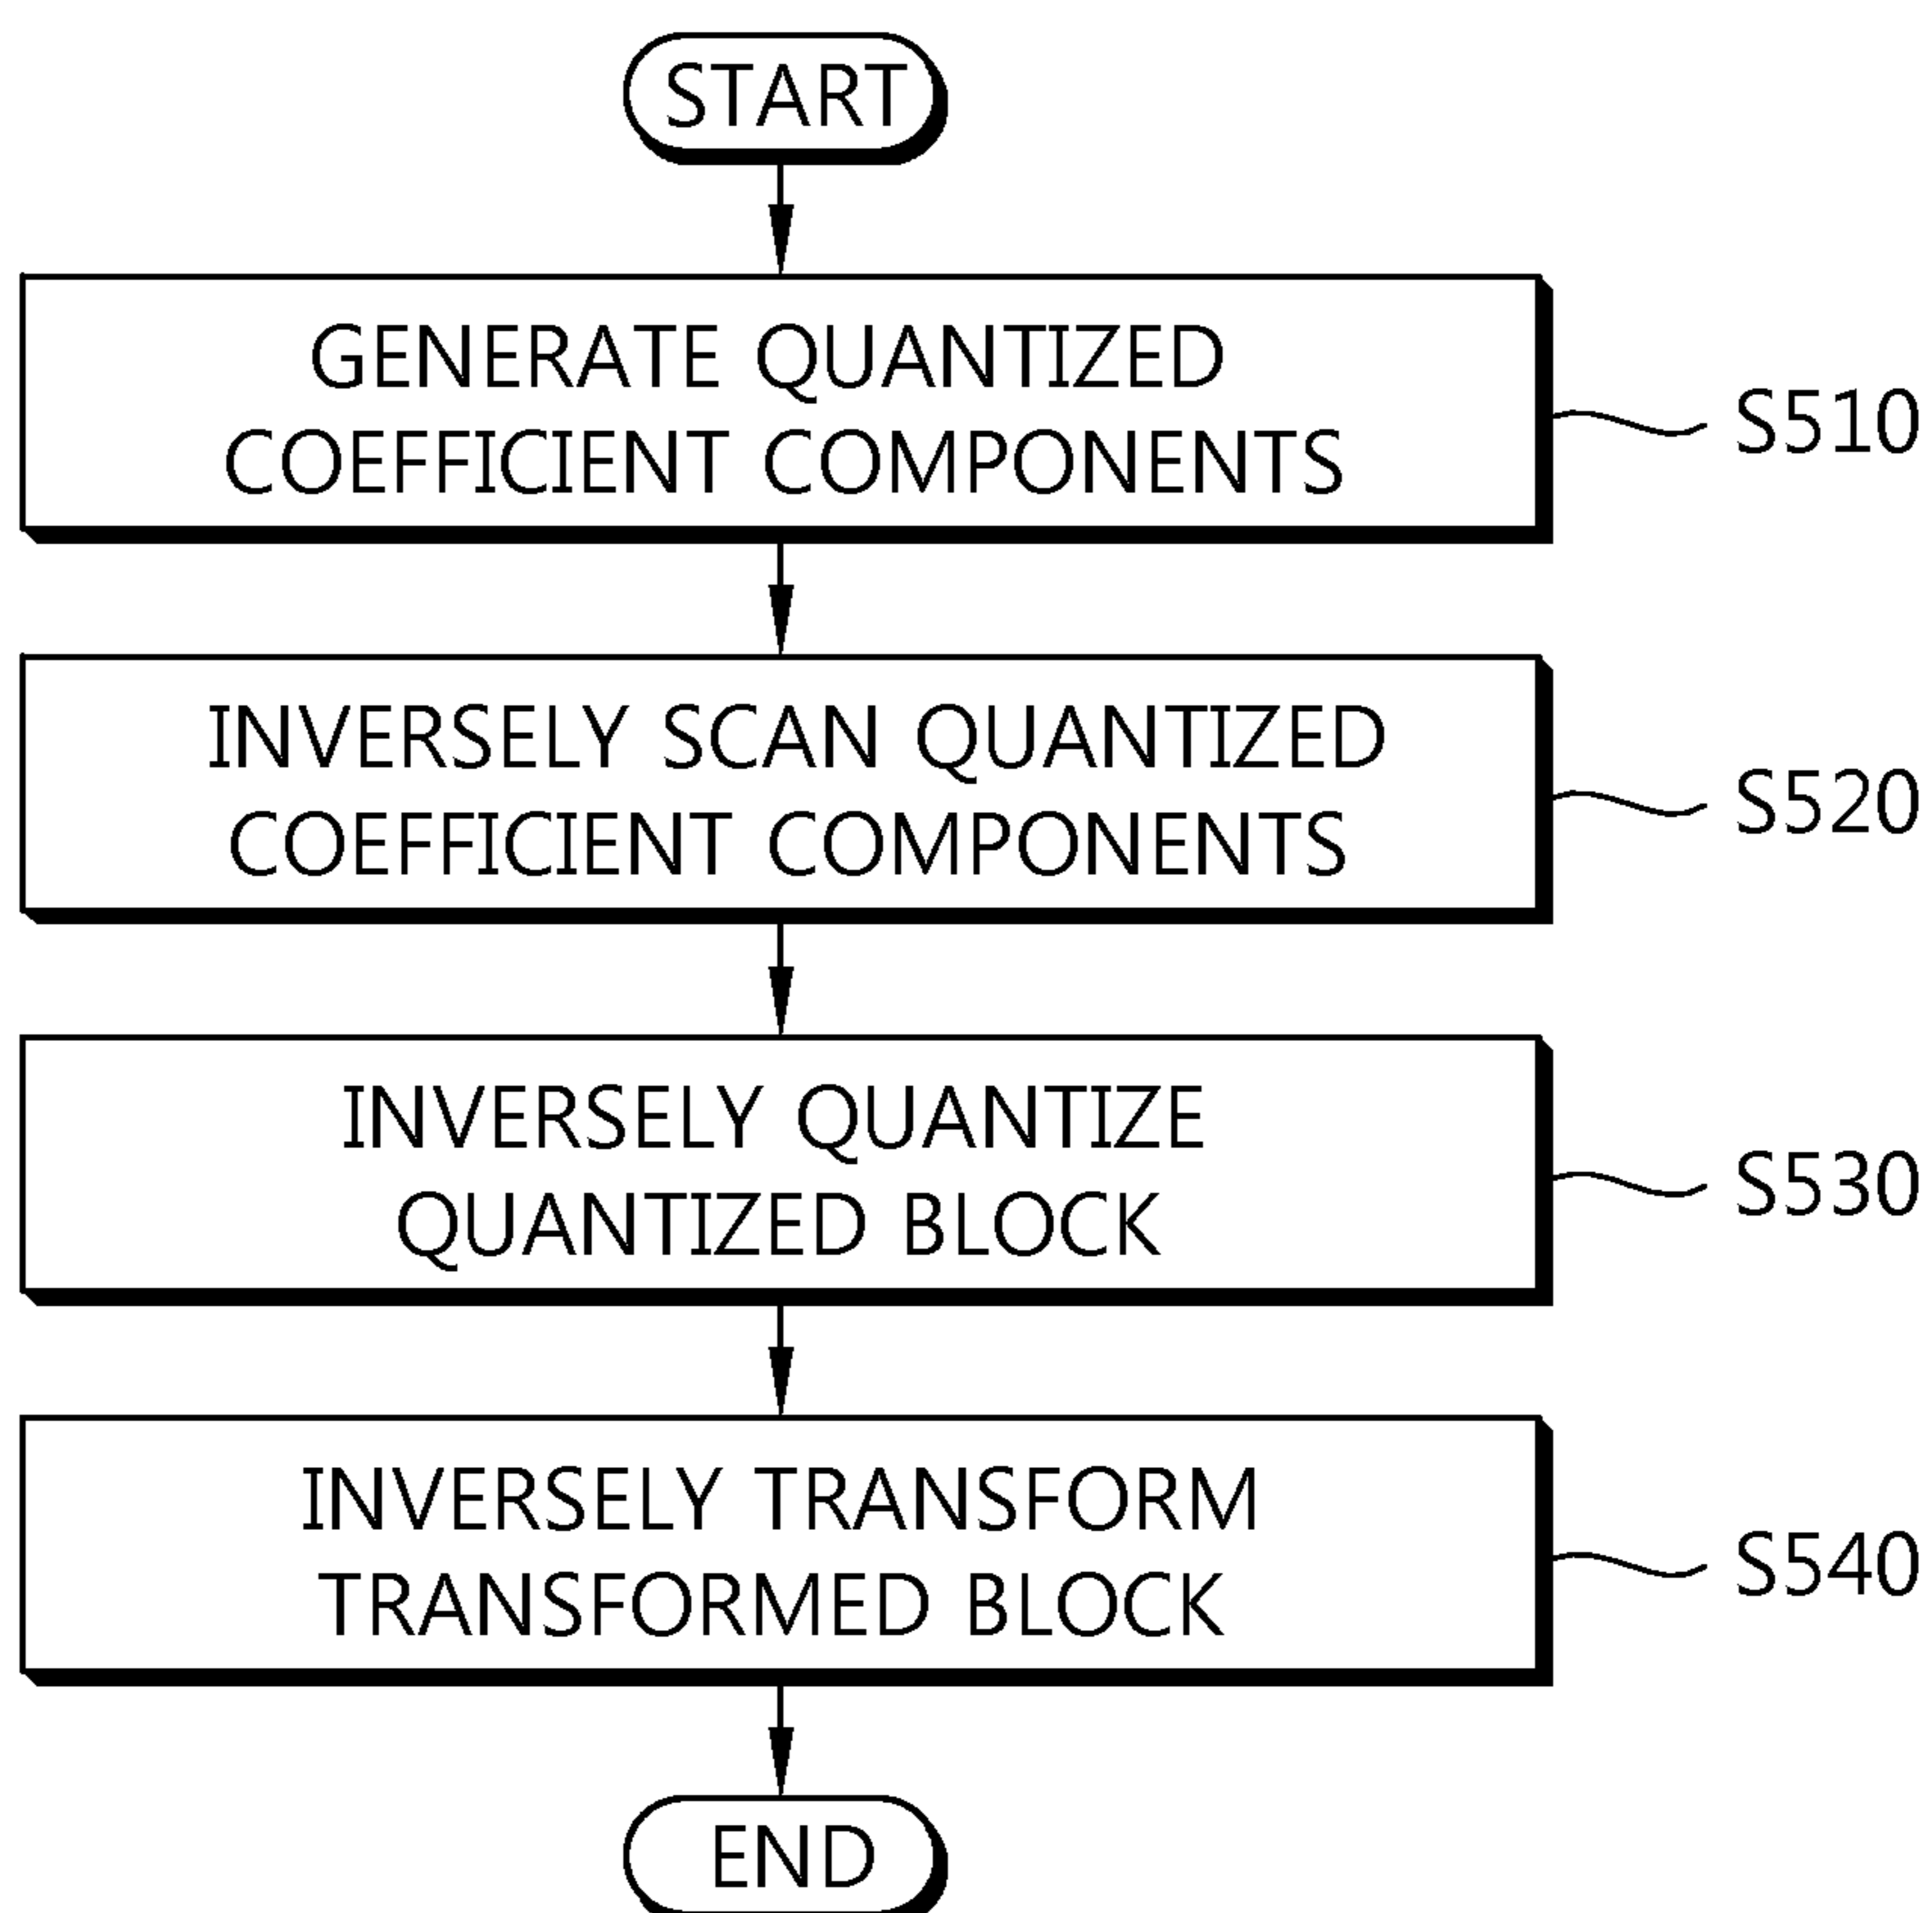 START
GENERATE QUANTIZED
COEFFICIENT COMPONENTS
S510
INVERSELY SCAN QUANTIZED
COEFFICIENT COMPONENTS
S520
INVERSELY QUANTIZE
QUANTIZED BLOCK
S530
INVERSELY TRANSFORM
TRANSFORMED BLOCK
S540
END